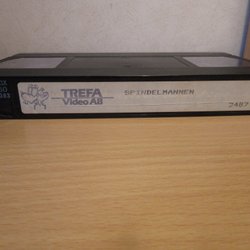 TREFA
Video AB
SPINDELMANNEN
2487